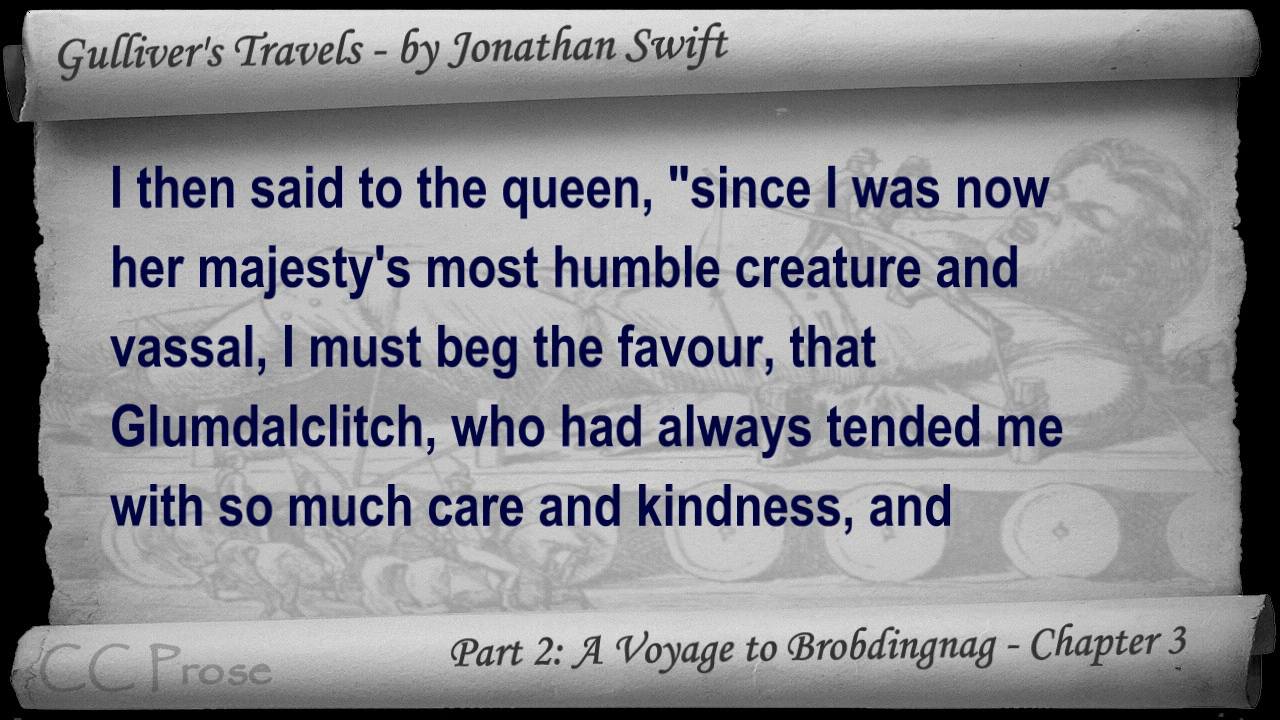 Gulliver's Travels - by Jonathan Swift
I then said to the queen, "since I was now
her majesty's most humble creature and
vassal, I must beg the favour, that
Glumdalclitch, who had always tended me
with so much care and kindness, and
Part 2: A Voyage to Brobdingnag - Chapter 3
CC Prose